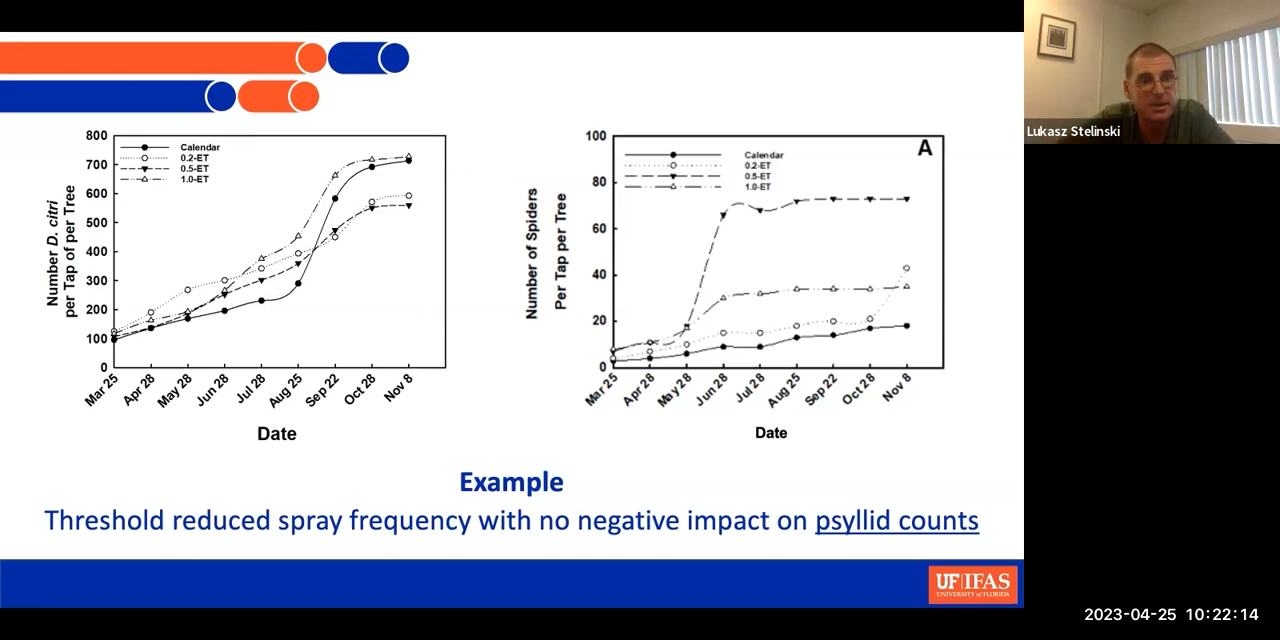 Lukasz Stelinski
800
700
600
500
400
300
200
100
0
Number D. citri
per Tap of per Tree
Calendar
0.2-ET
0.5-ET
1.0-ET
Mar 25
Apr 28
May 28
Jun 28
Jul 28
Aug 25
Sep 22
Oct 28
Nov 8
Date
100
80
60
40
20
0
Number of Spiders
Per Tap per Tree
Calendar
0.2-ET
0.5-ET
1.0-ET
A
Mar 25
Apr 28
May 28
Jun 28
Jul 28
Aug 25
Sep 22
Oct 28
Nov 8
Date
Example
Threshold reduced spray frequency with no negative impact on psyllid counts
UF|IFAS
UNIVERSITY of FLORIDA
2023-04-25 10:22:14